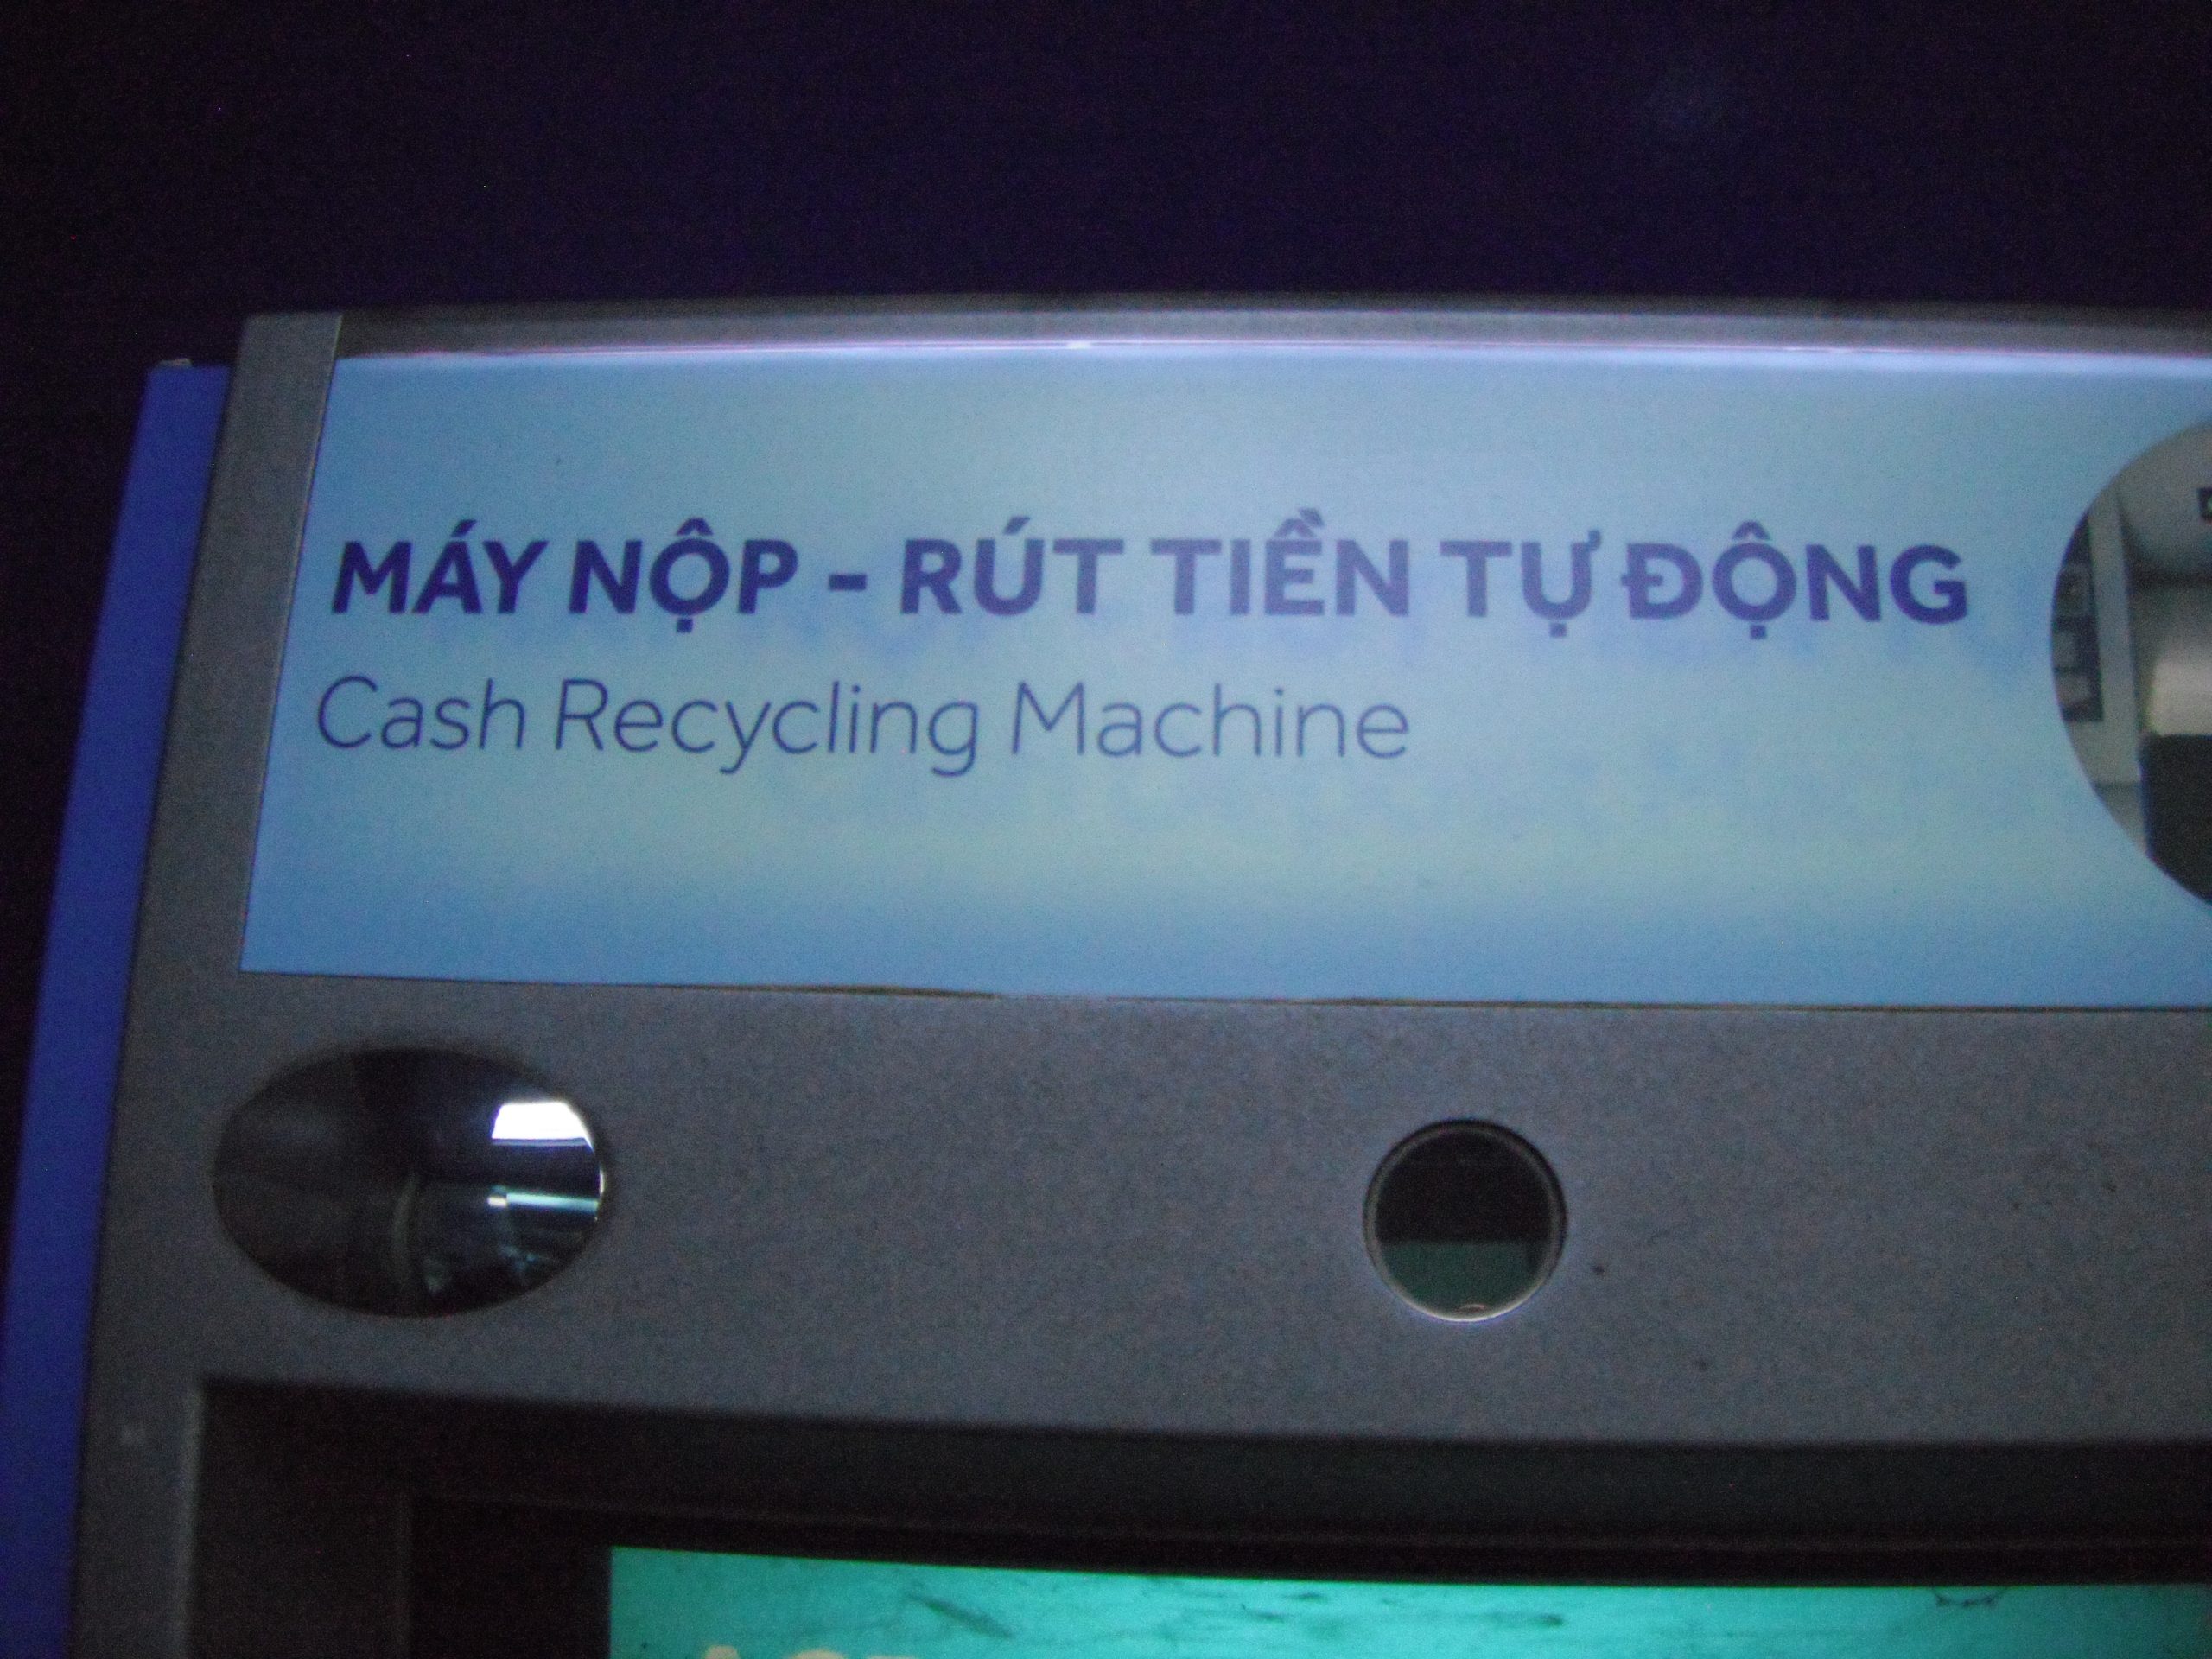 MÁY NỘP - RÚT TIỀN TỰ ĐỘNG
Cash Recycling Machine